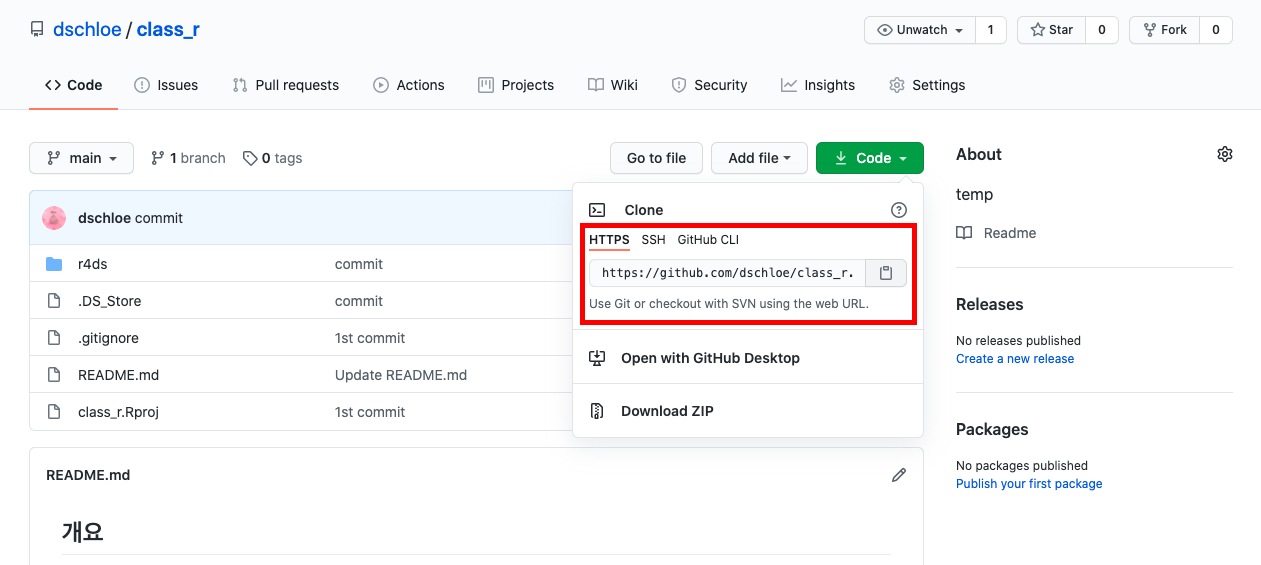 dschloe / class_r
Unwatch 1 Star 0 Fork 0
Code Issues Pull requests Actions Projects Wiki Security Insights Settings
main 1 branch 0 tags Go to file Add file Code
dschloe commit
r4ds commit
.DS_Store commit
.gitignore 1st commit
README.md Update README.md
class_r.Rproj 1st commit
Clone
HTTPS SSH GitHub CLI
https://github.com/dschloe/class_r.
Use Git or checkout with SVN using the web URL.
Open with GitHub Desktop
Download ZIP
README.md
개요
About
temp
Readme
Releases
No releases published
Create a new release
Packages
No packages published
Publish your first package